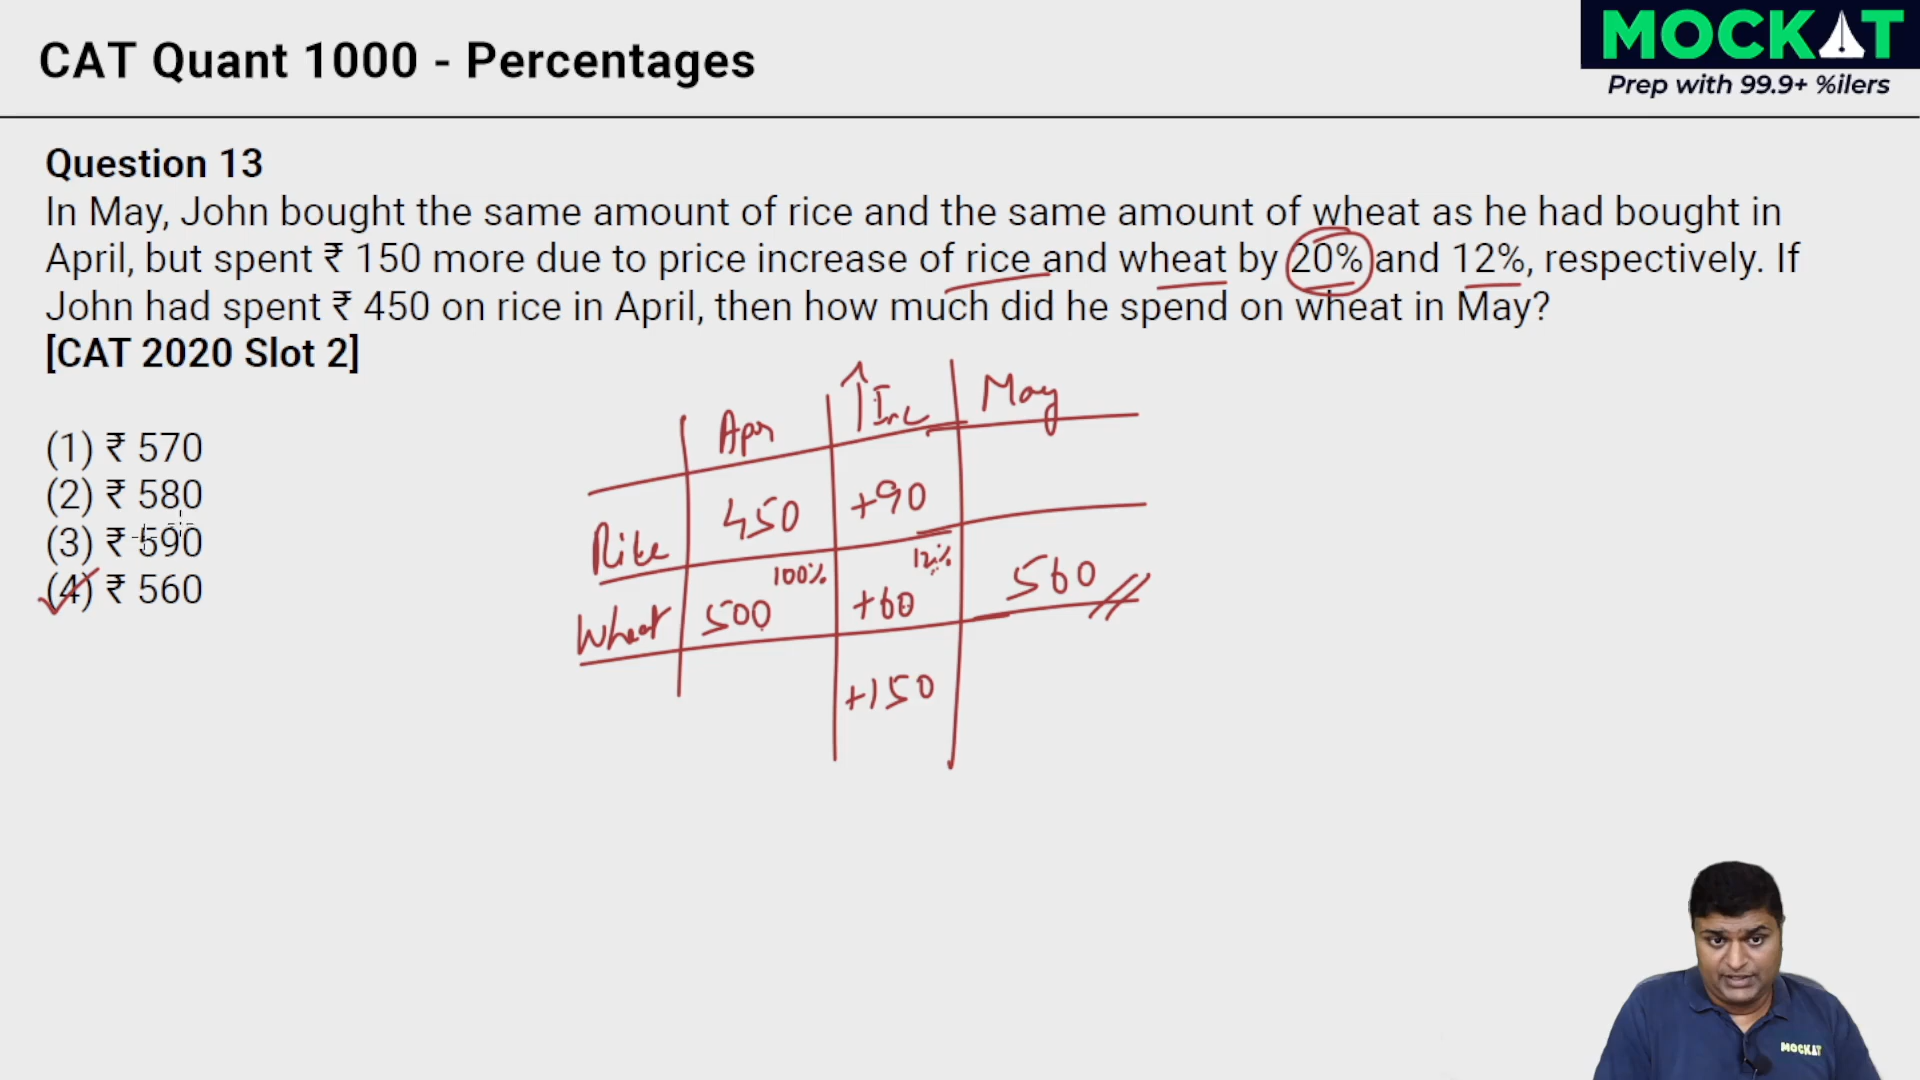 CAT Quant 1000 - Percentages
MOCKAT
Prep with 99.9+ %ilers
Question 13
In May, John bought the same amount of rice and the same amount of wheat as he had bought in
April, but spent ₹ 150 more due to price increase of rice and wheat by 20% and 12%, respectively. If
John had spent ₹ 450 on rice in April, then how much did he spend on wheat in May?
[CAT 2020 Slot 2]
(1) ₹ 570
(2) ₹ 580
(3) ₹ 590
(4) ₹ 560
Apr ↑Inc May
Rice 450 +90
100% 12%
Wheat 500 +60 560
+150
MOCKAT